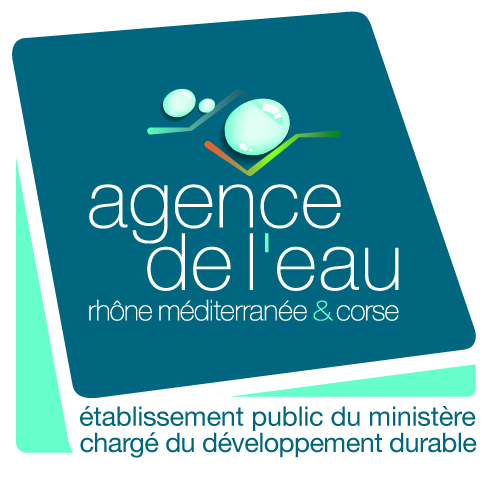 agence
de l'eau
rhône méditerranée & corse
établissement public du ministère
chargé du développement durable